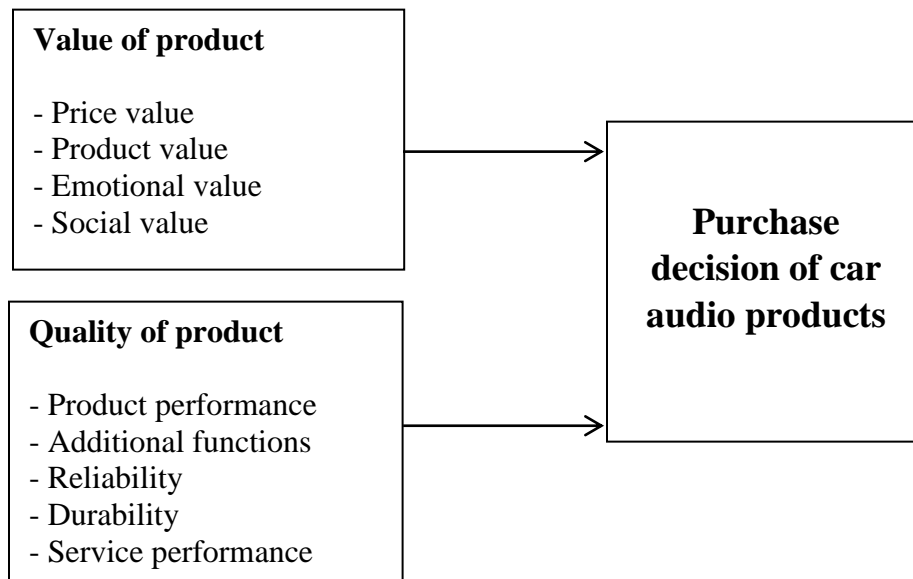 Value of product
- Price value
- Product value
- Emotional value
- Social value
Quality of product
- Product performance
- Additional functions
- Reliability
- Durability
- Service performance
Purchase
decision of car
audio products